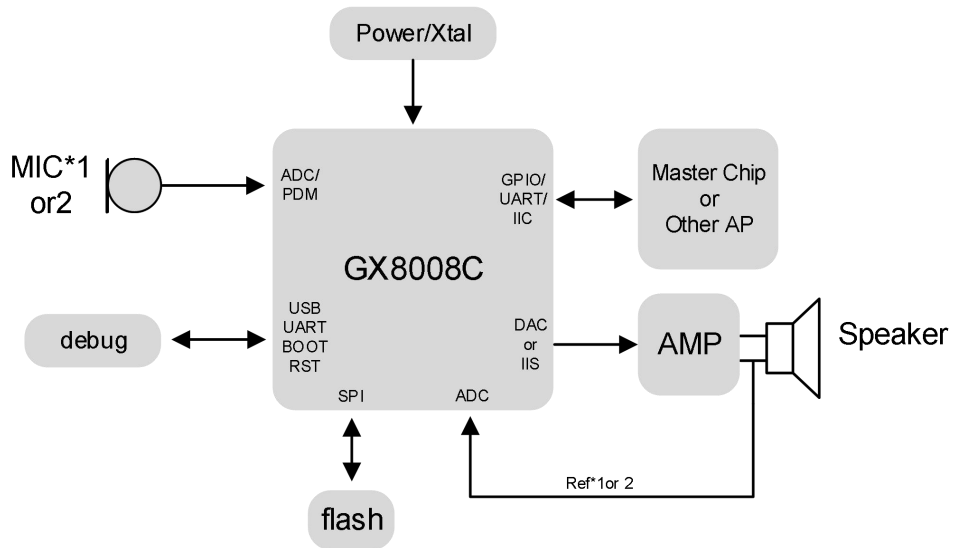 Power/Xtal
MIC*1
or2
ADC/
PDM
GPIO/
UART/
IIC
Master Chip
or
Other AP
GX8008C
debug
USB
UART
BOOT
RST
DAC
or
IIS
AMP
Speaker
SPI
ADC
Ref*1or 2
flash